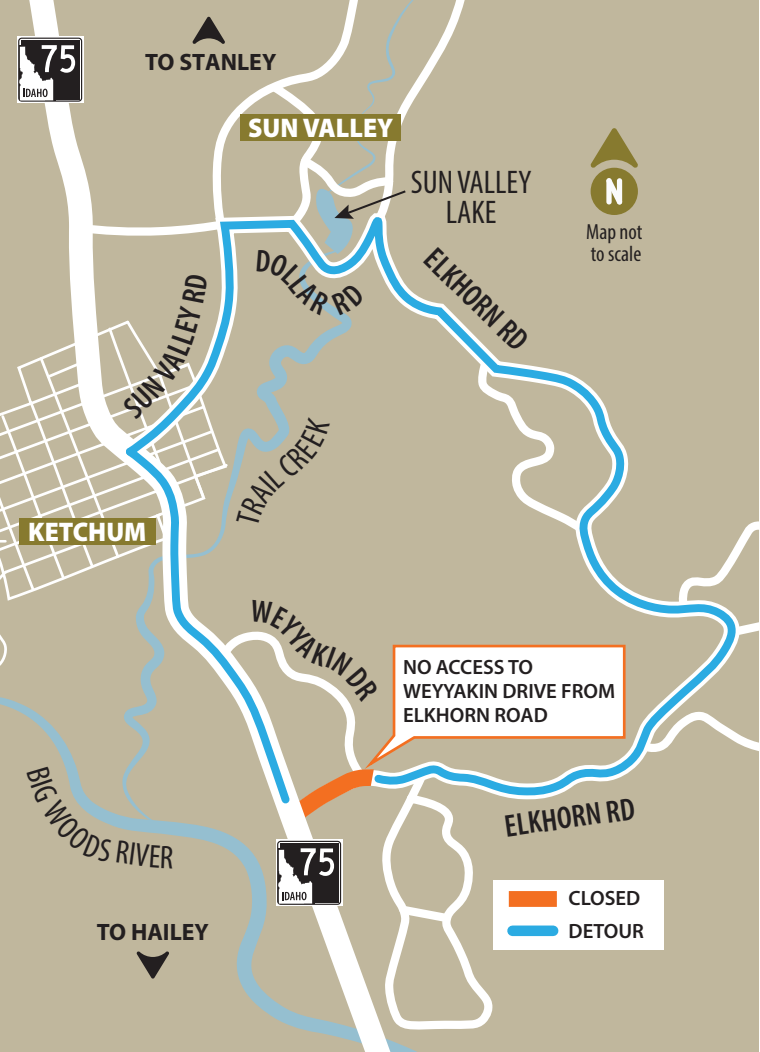 75
IDAHO
TO STANLEY
SUN VALLEY
SUN VALLEY
LAKE
N
Map not
to scale
DOLLAR RD
ELKHORN RD
SUN VALLEY RD
TRAIL CREEK
KETCHUM
WEYYAKIN DR
NO ACCESS TO
WEYYAKIN DRIVE FROM
ELKHORN ROAD
BIG WOODS RIVER
ELKHORN RD
75
IDAHO
CLOSED
DETOUR
TO HAILEY